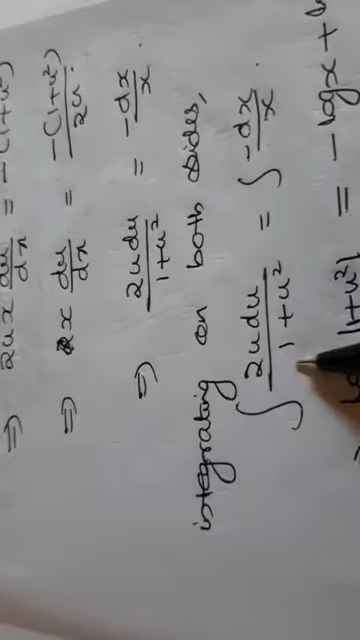 ⇒ 2ux du/dx = -(1+u²)
⇒ x du/dx = -(1+u²)/2u.
⇒ 2u du/1+u² = -dx/x.
integrating on both sides,
∫ 2u du/1+u² = ∫ -dx/x.
|1+u²| = - log x +